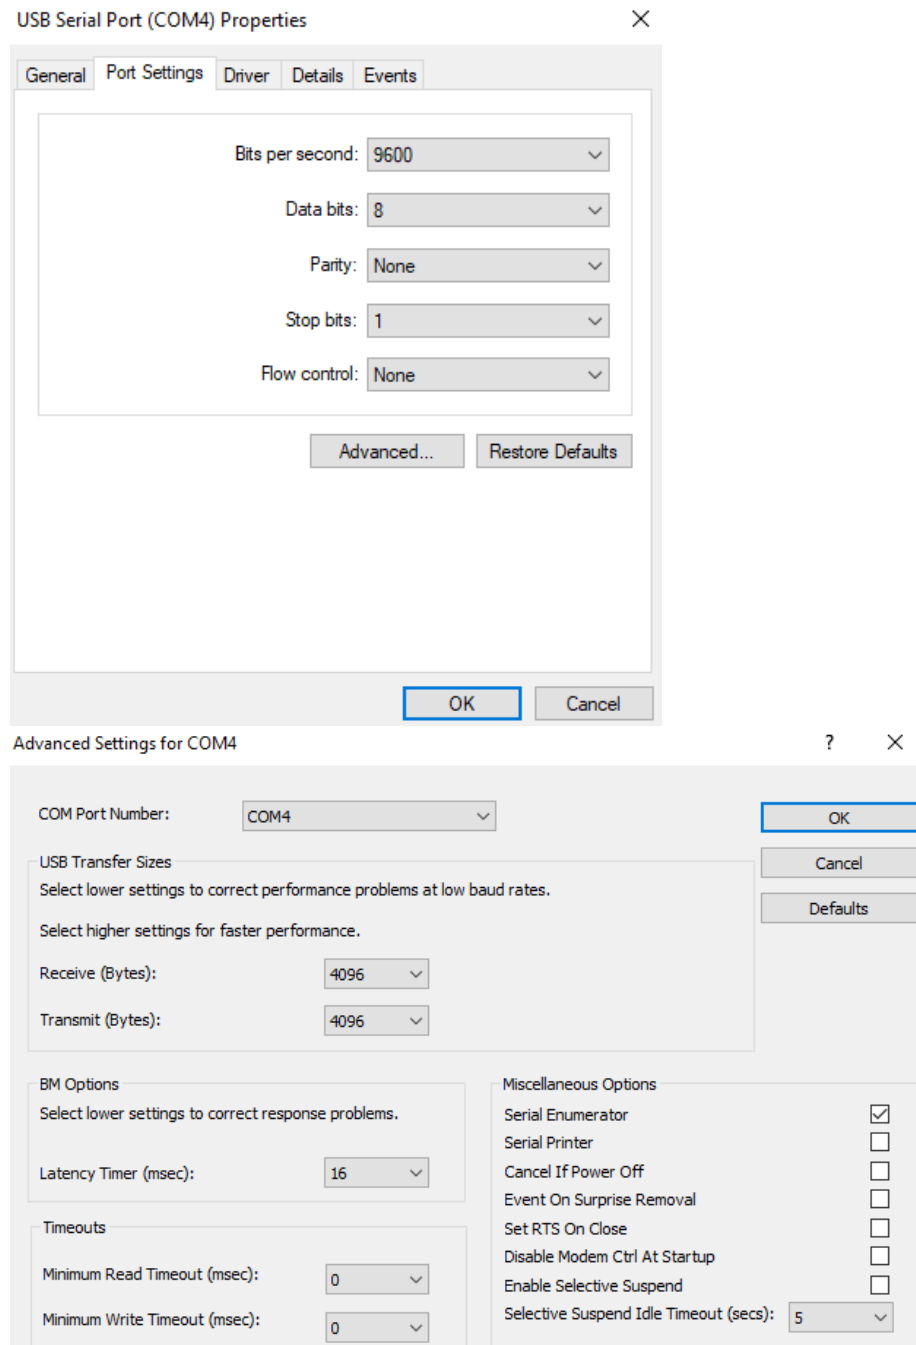 USB Serial Port (COM4) Properties
General Port Settings Driver Details Events
Bits per second: 9600
Data bits: 8
Parity: None
Stop bits: 1
Flow control: None
Advanced... Restore Defaults
OK Cancel
Advanced Settings for COM4 ?
COM Port Number: COM4 OK
USB Transfer Sizes Cancel
Select lower settings to correct performance problems at low baud rates.
Defaults
Select higher settings for faster performance.
Receive (Bytes): 4096
Transmit (Bytes): 4096
BM Options
Select lower settings to correct response problems.
Latency Timer (msec): 16
Timeouts
Minimum Read Timeout (msec): 0
Minimum Write Timeout (msec): 0
Miscellaneous Options
Serial Enumerator
Serial Printer
Cancel If Power Off
Event On Surprise Removal
Set RTS On Close
Disable Modem Ctrl At Startup
Enable Selective Suspend
Selective Suspend Idle Timeout (secs): 5